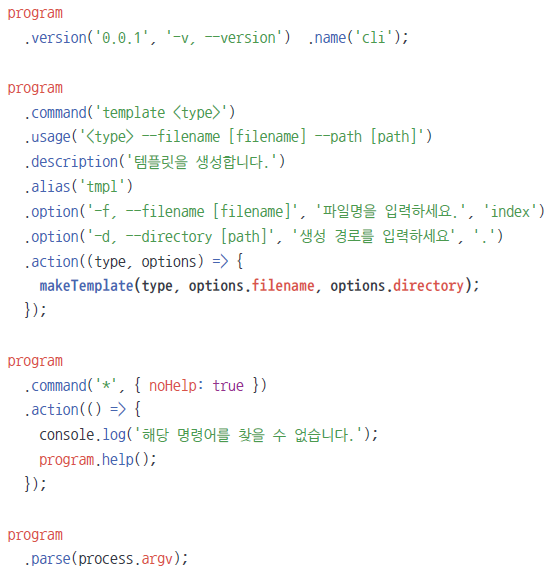 program
  .version('0.0.1', '-v, --version')  .name('cli');
program
  .command('template <type>')
  .usage('<type> --filename [filename] --path [path]')
  .description('템플릿을 생성합니다.')
  .alias('tmpl')
  .option('-f, --filename [filename]', '파일명을 입력하세요.', 'index')
  .option('-d, --directory [path]', '생성 경로를 입력하세요', '.')
  .action((type, options) => {
    makeTemplate(type, options.filename, options.directory);
  });
program
  .command('*', { noHelp: true })
  .action(() => {
    console.log('해당 명령어를 찾을 수 없습니다.');
    program.help();
  });
program
  .parse(process.argv);